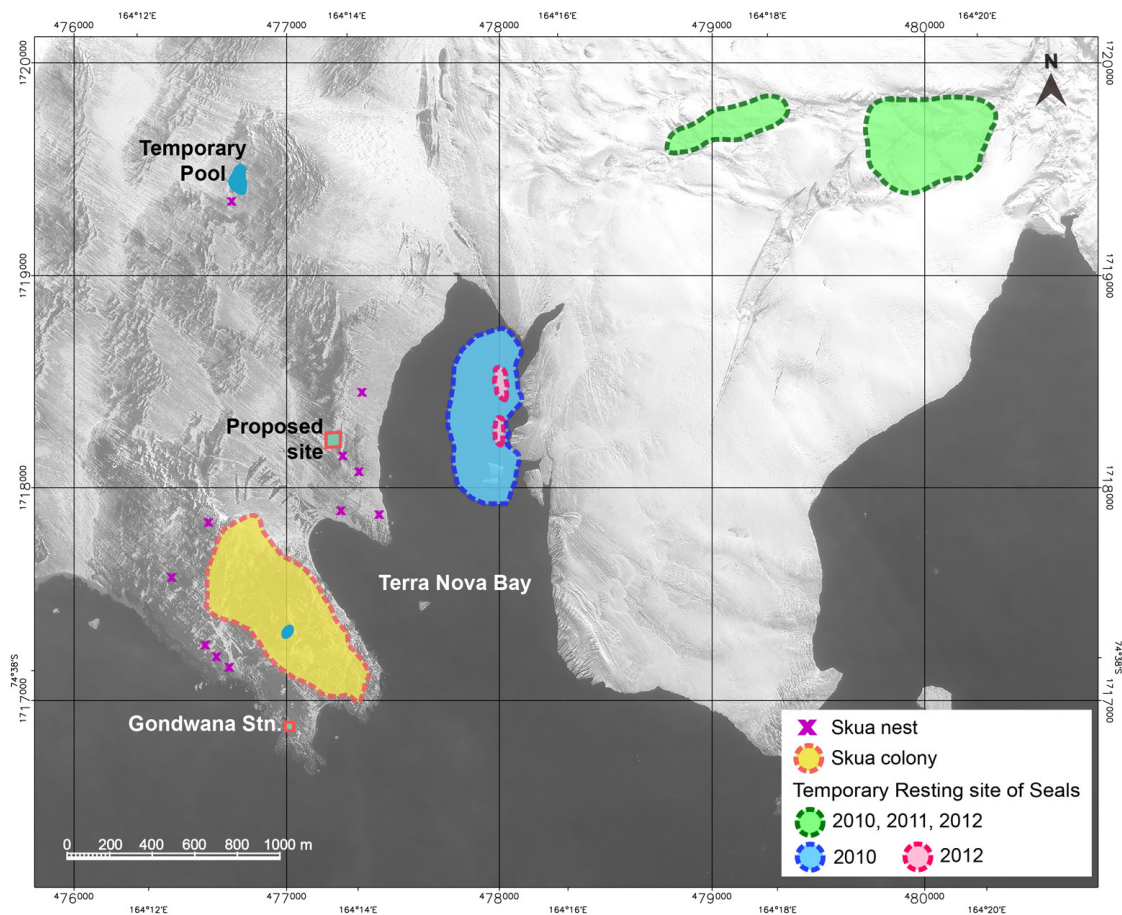 476000 477000 478000 479000 480000
164°12'E 164°14'E 164°16'E 164°18'E 164°20'E
1720000 1720000
N
Temporary
Pool
1719000 1719000
Proposed
site
1718000 1718000
Terra Nova Bay
74°38'S 74°38'S
1717000 1717000
Gondwana Stn.
Skua nest
Skua colony
Temporary Resting site of Seals
2010, 2011, 2012
2010 2012
0 200 400 600 800 1000 m
476000 477000 478000 479000 480000
164°12'E 164°14'E 164°16'E 164°18'E 164°20'E